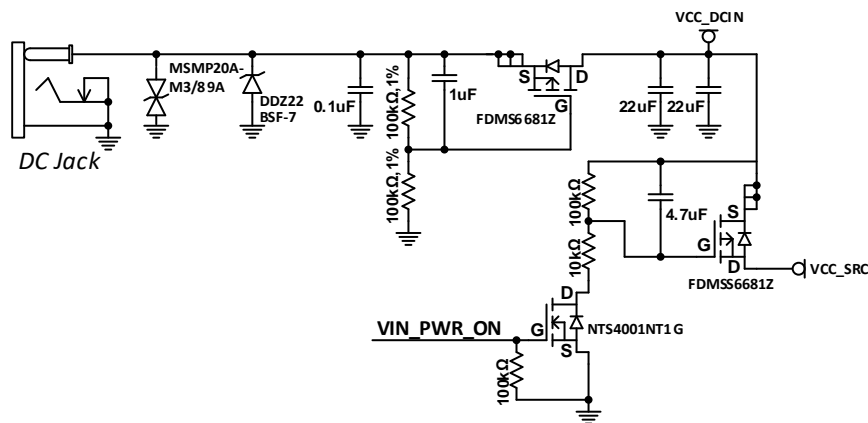 VCC_DCIN
MSMP20A-
M3/89A
DDZ22
BSF-7
0.1uF
100kΩ,1%
1uF
S
D
G
FDMS6681Z
22uF
22uF
DC Jack
100kΩ,1%
100kΩ
4.7uF
S
G
D
10kΩ
VCC_SRC
FDMSS6681Z
D
VIN_PWR_ON
G
NTS4001NT1G
S
100kΩ